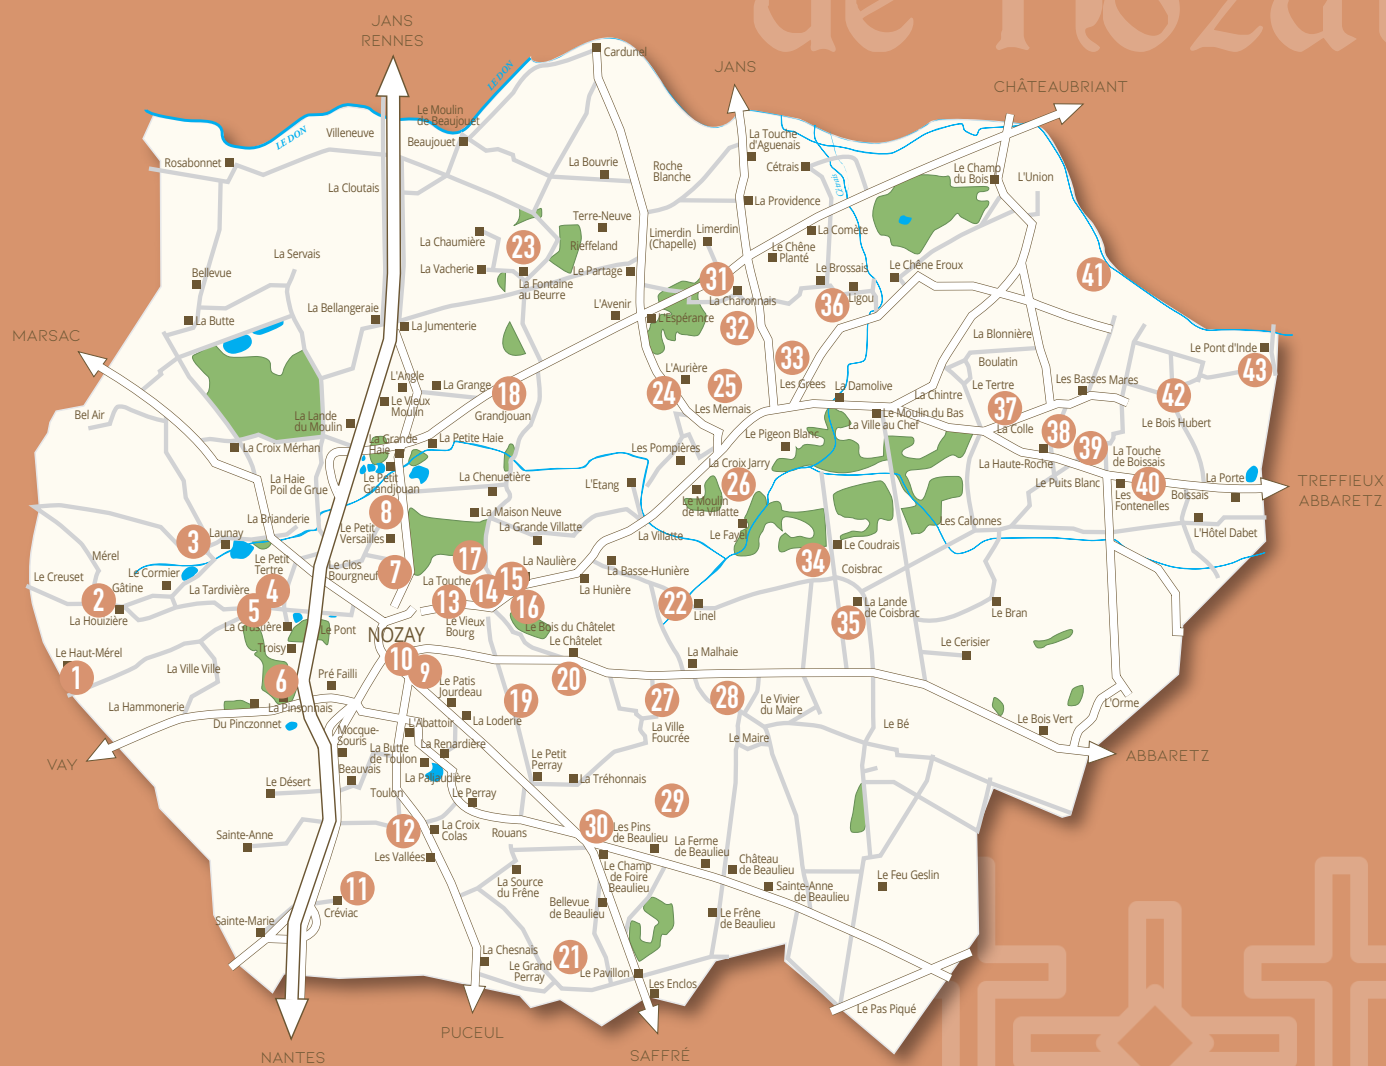 de Nozay
JANS
RENNES
JANS
CHÂTEAUBRIANT
Cardunel
LE DON
Le Moulin
de Beaujouet
Villeneuve
LE DON
Beaujouet
La Touche
d'Aguenais
Rosabonnet
La Bouvrie
Roche
Blanche
Cétrais
Le Champ
du Bois
L'Union
La Cloutais
La Providence
Terre-Neuve
Limerdin
(Chapelle)
Limerdin
La Comète
La Chaumière
23
Rieffeland
Le Chêne
Planté
La Servais
Bellevue
La Vacherie
La Fontaine
au Beurre
Le Partage
31
Le Brossais
Le Chêne Eroux
41
La Charonnais
36
Ligou
La Bellangeraie
La Butte
La Jumenterie
L'Avenir
L'Espérance
32
La Blonnière
MARSAC
33
Boulatin
Le Pont d'Inde
43
L'Angle
La Grange
18
L'Aurière
24
25
Les Grées
La Damolive
Le Tertre
Les Basses Mares
42
Le Vieux
Moulin
Grandjouan
Les Mernais
La Chintre
37
Bel Air
La Lande
du Moulin
Le Moulin du Bas
La Ville au Chef
Le Bois Hubert
La Croix Mérhan
La Grande
Haie
La Petite Haie
Les Pompières
Le Pigeon Blanc
La Colle
38
39
La Touche
de Boissais
La Haie
Poil de Grue
Le Petit
Grandjouan
La Chenuetière
L'Etang
La Croix Jarry
26
La Haute-Roche
Le Puits Blanc
40
La Porte
TREFFIEUX
ABBARETZ
Le Moulin
de la Villatte
Les
Fontenelles
Boissais
La Brianderie
8
La Maison Neuve
La Grande Villatte
Le Fayel
Les Calonnes
L'Hôtel Dabet
3
Launay
Le Petit
Versailles
La Villatte
Mérel
Le Petit
Tertre
Le Clos
Bourgneuf
7
17
La Naulière
34
Le Coudrais
Coisbrac
Le Creuset
Le Cormier
Gâtine
La Tardivière
4
La Touche
14
15
La Basse-Hunière
2
5
13
16
La Hunière
22
Linel
35
La Lande
de Coisbrac
Le Bran
La Houizière
La Grustière
Le Pont
NOZAY
Le Vieux
Bourg
Le Bois du Châtelet
Le Châtelet
Troisy
Le Cerisier
Le Haut-Mérel
1
La Ville Ville
6
Pré Failli
10
9
20
La Malhaie
Le Patis
Jourdeau
19
27
28
Le Vivier
du Maire
La Hammonerie
La Pinsonnais
Du Pinczonnet
L'Abattoir
La Loderie
La Ville
Foucrée
Le Maire
Le Bé
Le Bois Vert
L'Orme
Mocque-
Souris
La Butte
de Toulon
La Renardière
VAY
Le Petit
Perray
ABBARETZ
Beauvais
La Paljaudière
La Tréhonnais
Le Désert
Toulon
Le Perray
29
Sainte-Anne
12
La Croix
Colas
Rouans
30
Les Pins
de Beaulieu
La Ferme
de Beaulieu
Les Vallées
Le Champ
de Foire
Beaulieu
Château
de Beaulieu
11
La Source
du Frêne
Sainte-Anne
de Beaulieu
Le Feu Geslin
Créviac
Bellevue
de Beaulieu
Le Frêne
de Beaulieu
Sainte-Marie
La Chesnais
Le Grand
Perray
21
Le Pavillon
Les Enclos
Le Pas Piqué
PUCEUL
NANTES
SAFFRÉ